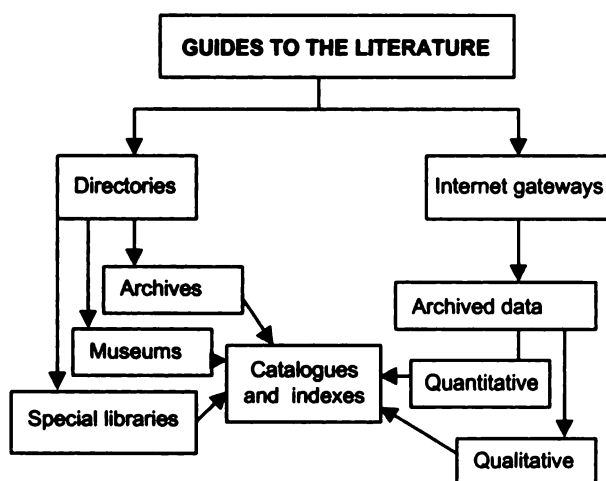 GUIDES TO THE LITERATURE
Directories
Internet gateways
Archives
Archived data
Museums
Catalogues
and indexes
Quantitative
Special libraries
Qualitative